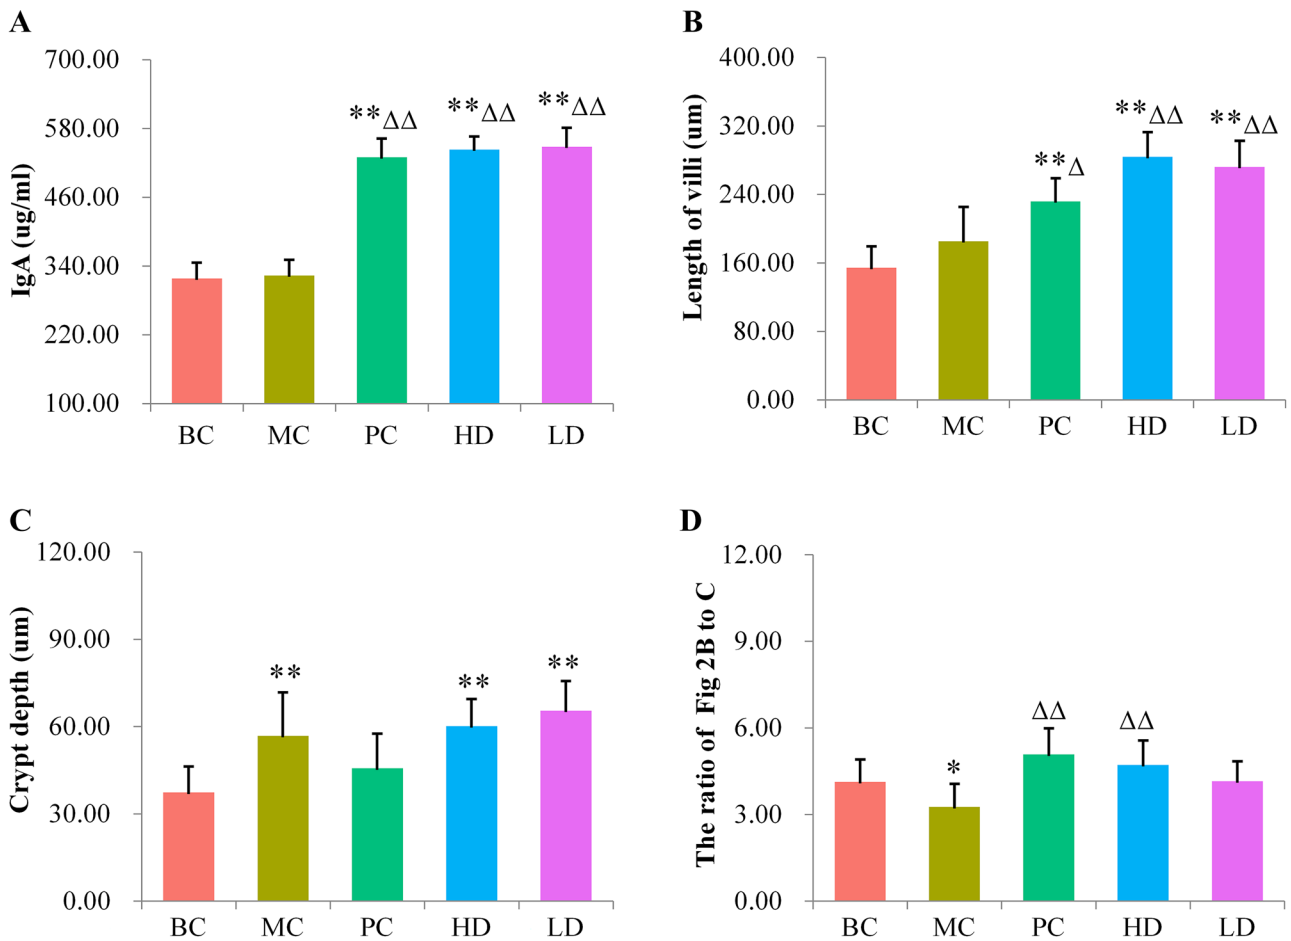 A
IgA (ug/ml)
700.00
580.00
460.00
340.00
220.00
100.00
**ΔΔ
**ΔΔ
**ΔΔ
BC MC PC HD LD
B
Length of villi (um)
400.00
320.00
240.00
160.00
80.00
0.00
**Δ
**ΔΔ
**ΔΔ
BC MC PC HD LD
C
Crypt depth (um)
120.00
90.00
60.00
30.00
0.00
**
**
**
BC MC PC HD LD
D
The ratio of Fig 2B to C
12.00
9.00
6.00
3.00
0.00
*
ΔΔ
ΔΔ
BC MC PC HD LD